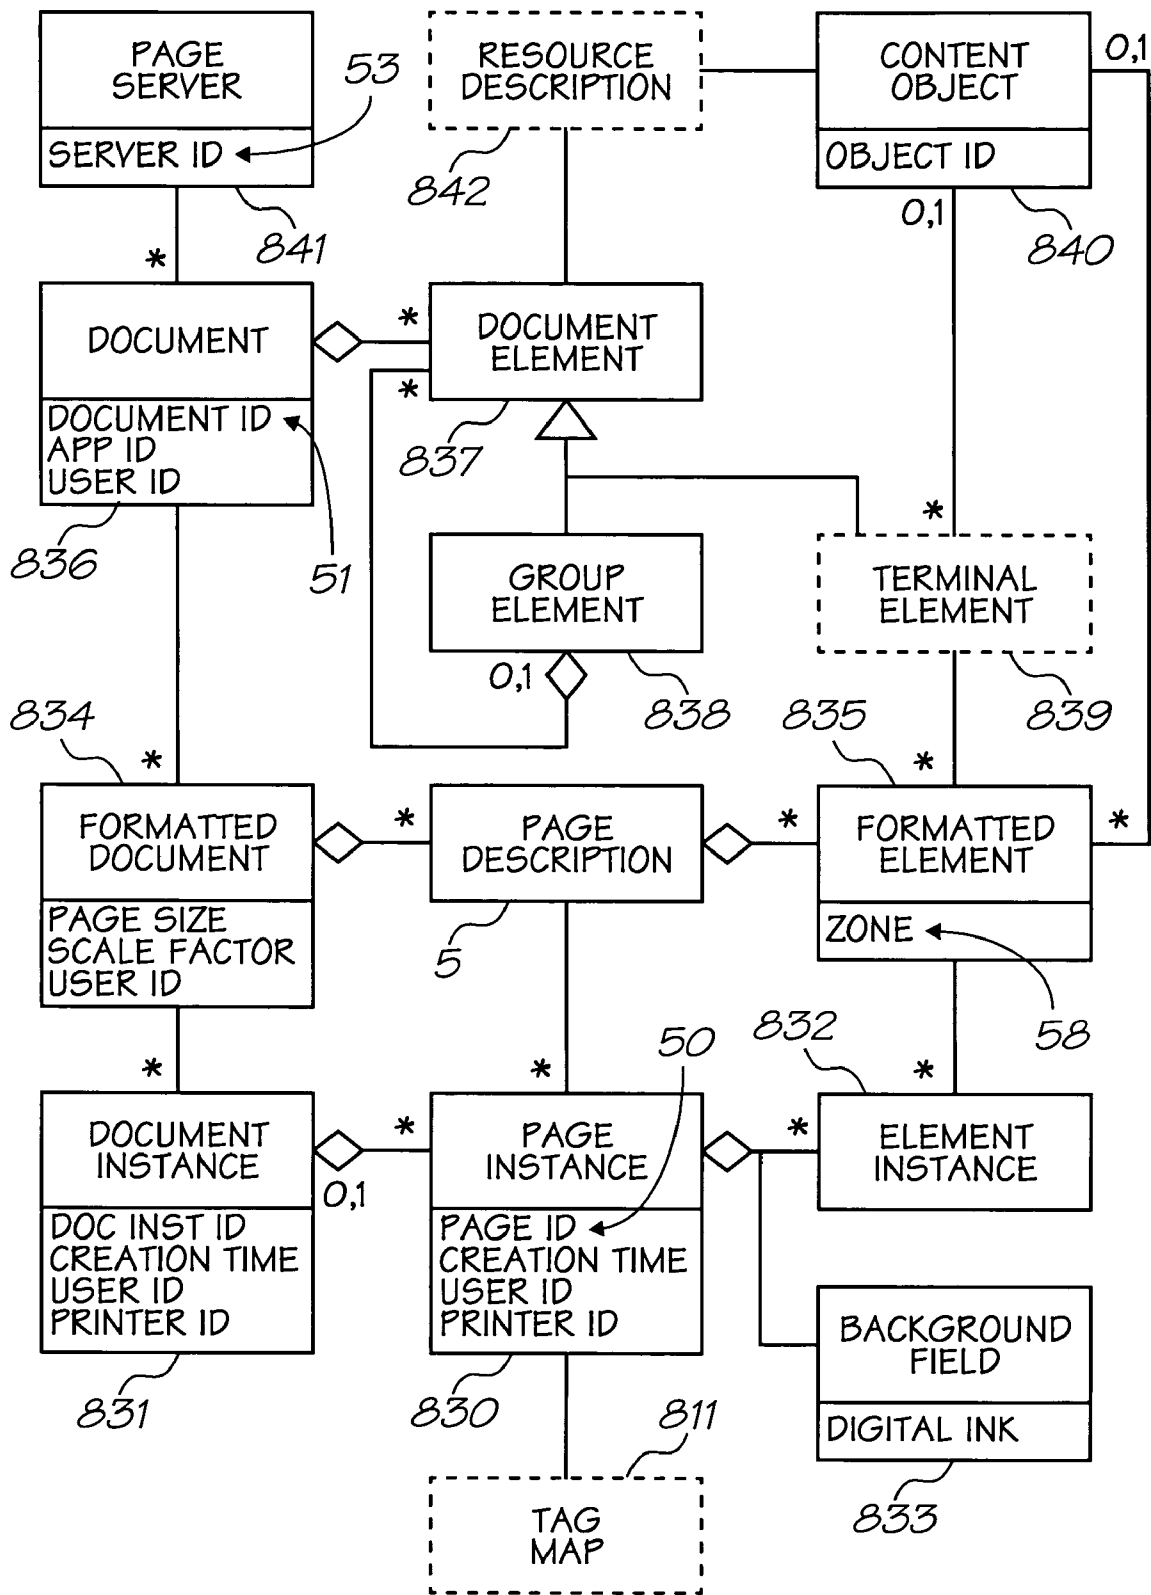 PAGE
SERVER
53
SERVER ID
841
*
RESOURCE
DESCRIPTION
842
CONTENT
OBJECT
0,1
OBJECT ID
0,1
840
DOCUMENT
*
*
DOCUMENT ID
APP ID
USER ID
836
51
DOCUMENT
ELEMENT
837
GROUP
ELEMENT
0,1
838
*
TERMINAL
ELEMENT
839
834
*
FORMATTED
DOCUMENT
*
PAGE SIZE
SCALE FACTOR
USER ID
PAGE
DESCRIPTION
5
*
835
*
FORMATTED
ELEMENT
*
ZONE
58
*
DOCUMENT
INSTANCE
0,1
*
DOC INST ID
CREATION TIME
USER ID
PRINTER ID
831
50
*
PAGE
INSTANCE
*
PAGE ID
CREATION TIME
USER ID
PRINTER ID
830
832
*
ELEMENT
INSTANCE
BACKGROUND
FIELD
DIGITAL INK
833
811
TAG
MAP